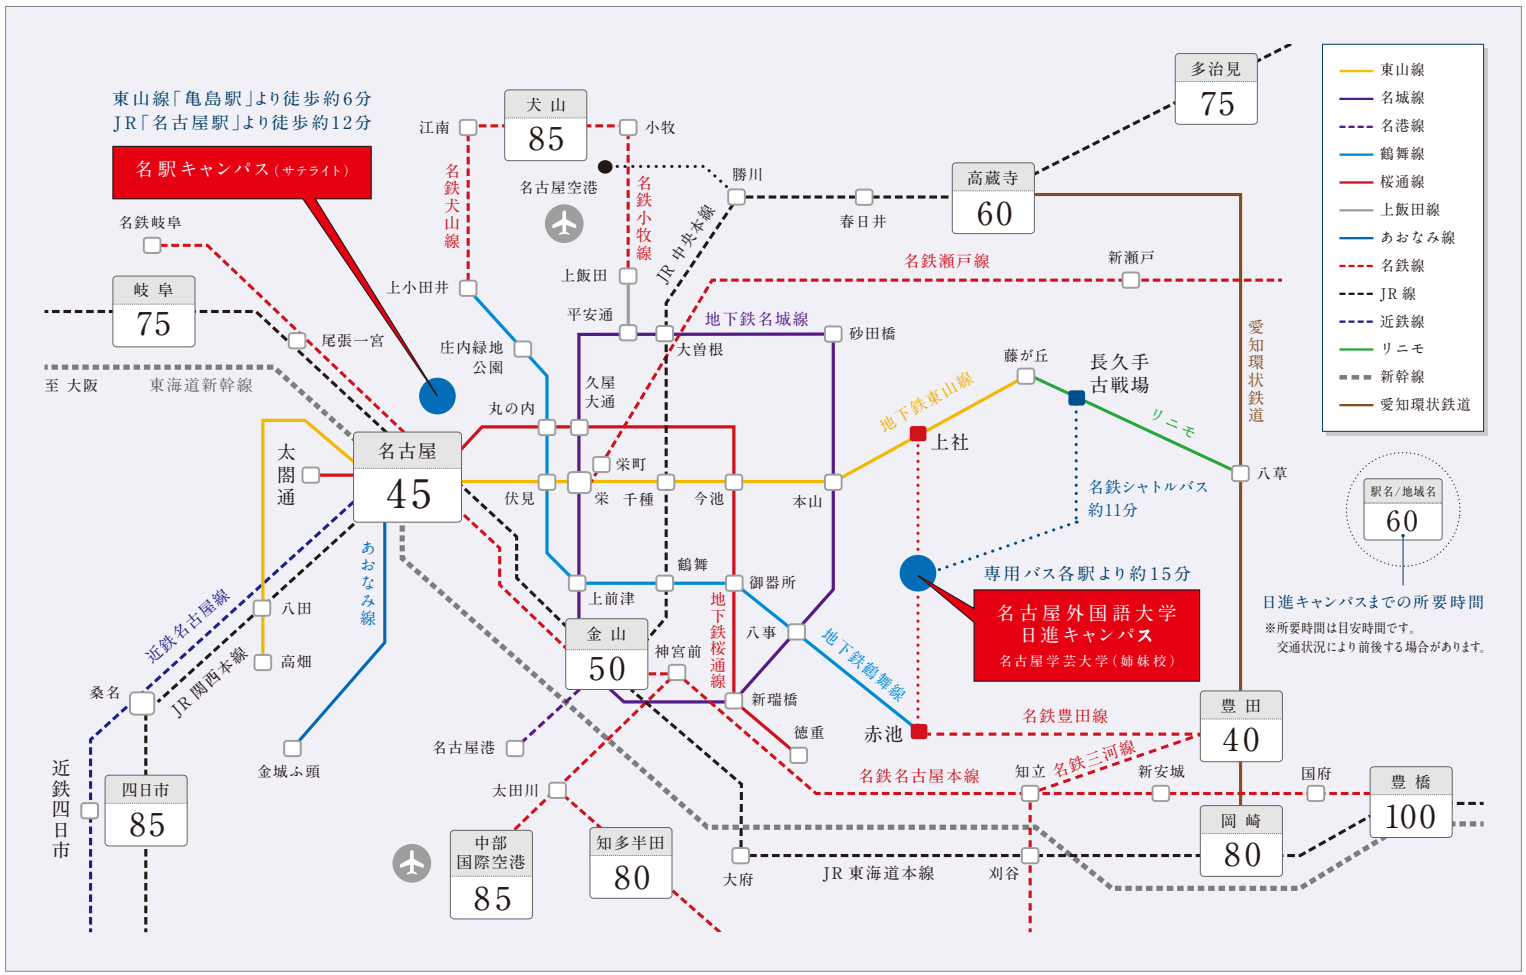 東山線「亀島駅」より徒歩約6分
JR「名古屋駅」より徒歩約12分
名駅キャンパス(サテライト)
名鉄岐阜
岐阜
75
尾張一宮
至 大阪
東海道新幹線
江南
犬山
85
小牧
名古屋空港
名鉄犬山線
名鉄小牧線
勝川
春日井
高蔵寺
60
多治見
75
JR 中央本線
名鉄瀬戸線
新瀬戸
上小田井
上飯田
平安通
地下鉄名城線
大曽根
砂田橋
庄内緑地
公園
久屋
大通
丸の内
藤が丘
長久手
古戦場
愛知環状鉄道
地下鉄東山線
リニモ
上社
八草
太閤通
名古屋
45
伏見
栄町
栄
千種
今池
本山
名鉄シャトルバス
約11分
あおなみ線
近鉄名古屋線
八田
JR 関西本線
高畑
桑名
上前津
鶴舞
御器所
専用バス各駅より約15分
名古屋外国語大学
日進キャンパス
名古屋学芸大学(姉妹校)
金山
50
神宮前
地下鉄桜通線
八事
地下鉄鶴舞線
新瑞橋
徳重
赤池
名鉄豊田線
豊田
40
名古屋港
金城ふ頭
近鉄四日市
四日市
85
太田川
名鉄名古屋本線
知立
名鉄三河線
新安城
国府
豊橋
100
中部
国際空港
85
知多半田
80
大府
JR 東海道本線
刈谷
岡崎
80
東山線
名城線
名港線
鶴舞線
桜通線
上飯田線
あおなみ線
名鉄線
JR 線
近鉄線
リニモ
新幹線
愛知環状鉄道
駅名/地域名
60
日進キャンパスまでの所要時間
※所要時間は目安時間です。
交通状況により前後する場合があります。